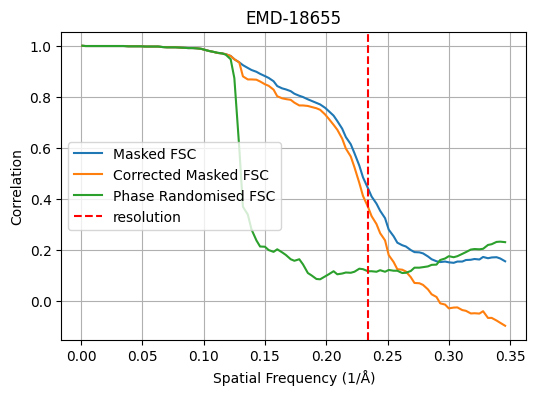 EMD-18655
1.0
0.8
0.6
0.4
0.2
0.0
Correlation
Masked FSC
Corrected Masked FSC
Phase Randomised FSC
resolution
0.00 0.05 0.10 0.15 0.20 0.25 0.30 0.35
Spatial Frequency (1/Å)